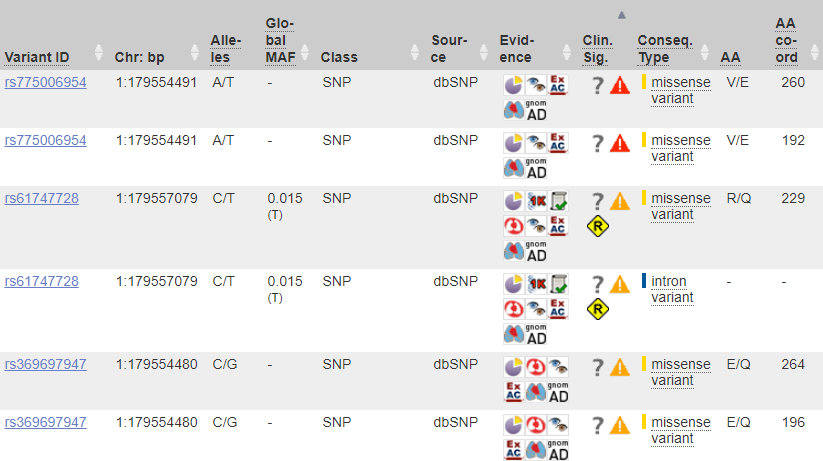 Variant ID Chr: bp Alle-les Glo-bal MAF Class Sour-ce Evid-ence Clin. Sig. Conseq. Type AA AA co-ord
rs775006954 1:179554491 A/T - SNP dbSNP Ex AC ? ! missense V/E 260
gnom AD variant
rs775006954 1:179554491 A/T - SNP dbSNP Ex AC ? ! missense V/E 192
gnom AD variant
rs61747728 1:179557079 C/T 0.015 SNP dbSNP 1K ? ! missense R/Q 229
(T) Ex AC R variant
gnom AD
rs61747728 1:179557079 C/T 0.015 SNP dbSNP 1K ? ! intron - -
(T) Ex AC R variant
gnom AD
rs369697947 1:179554480 C/G - SNP dbSNP ? ! missense E/Q 264
Ex AC gnom AD variant
rs369697947 1:179554480 C/G - SNP dbSNP ? ! missense E/Q 196
Ex AC gnom AD variant